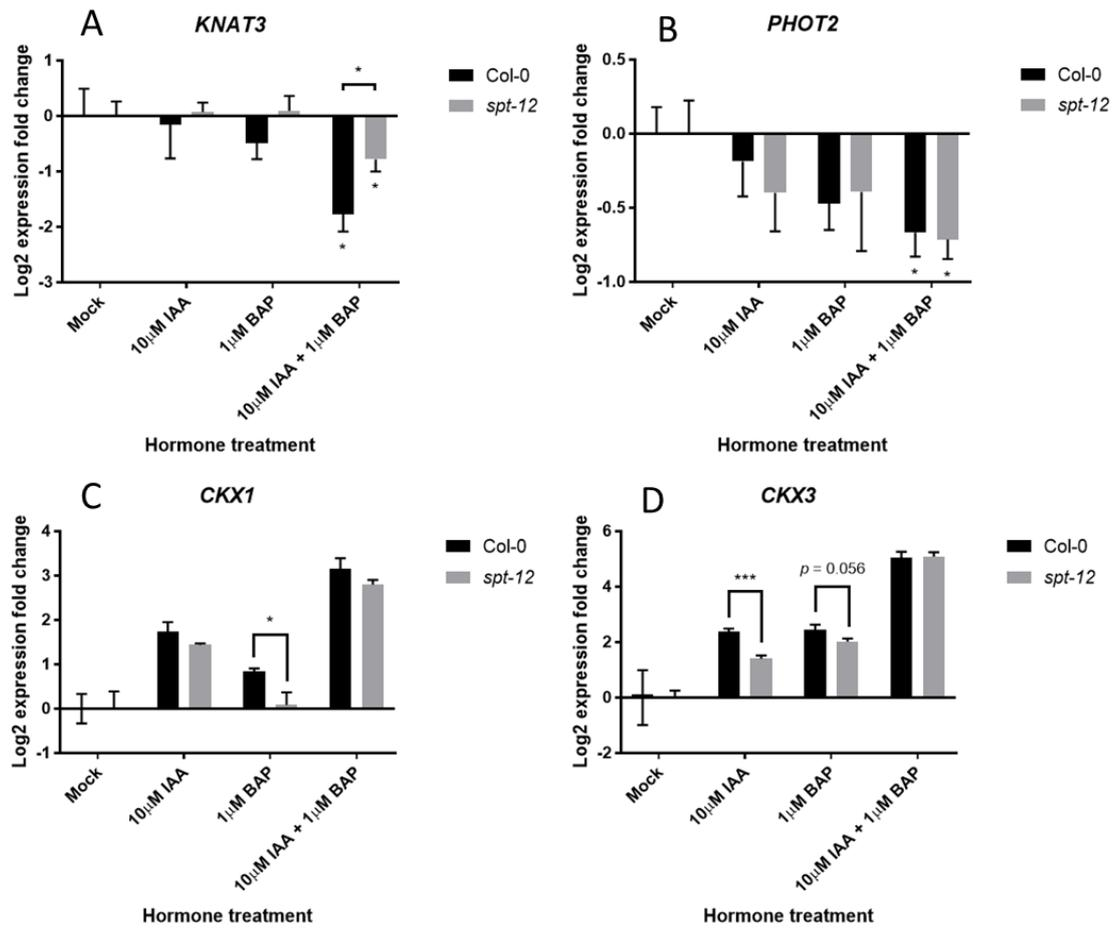 A
KNAT3
Log2 expression fold change
1
0
-1
-2
-3
*
*
*
Col-0
spt-12
Mock
10μM IAA
1μM BAP
10μM IAA + 1μM BAP
Hormone treatment
B
PHOT2
Log2 expression fold change
0.5
0.0
-0.5
-1.0
*
*
Col-0
spt-12
Mock
10μM IAA
1μM BAP
10μM IAA + 1μM BAP
Hormone treatment
C
CKX1
Log2 expression fold change
4
3
2
1
0
-1
*
Col-0
spt-12
Mock
10μM IAA
1μM BAP
10μM IAA + 1μM BAP
Hormone treatment
D
CKX3
Log2 expression fold change
6
4
2
0
-2
***
p = 0.056
Col-0
spt-12
Mock
10μM IAA
1μM BAP
10μM IAA + 1μM BAP
Hormone treatment